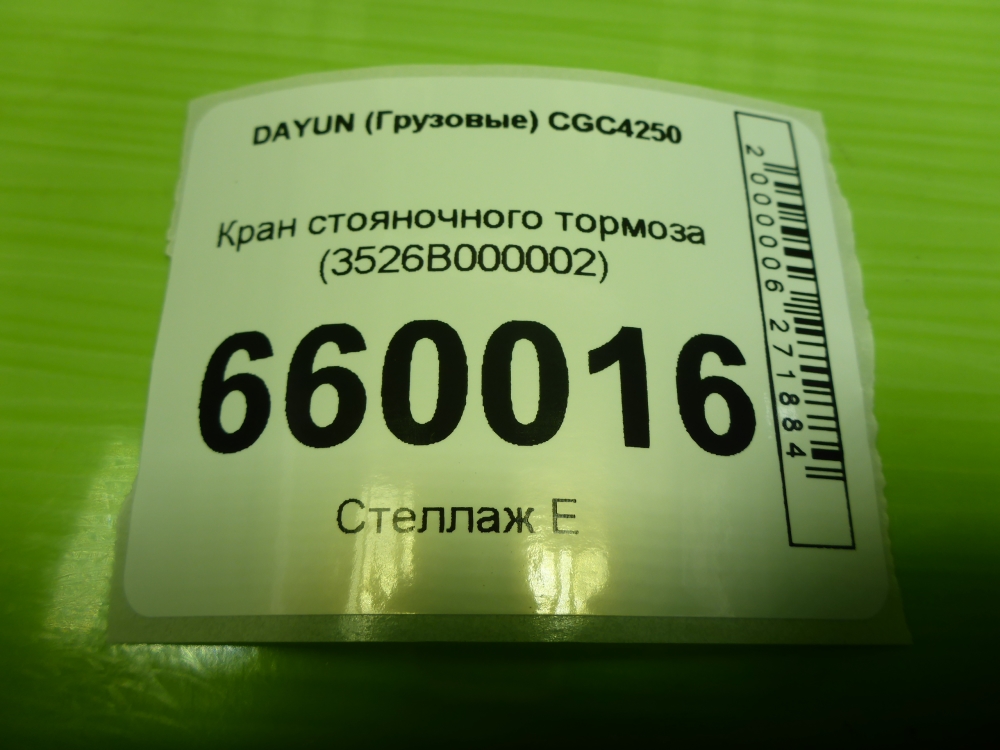 DAYUN (Грузовые) CGC4250
Кран стояночного тормоза
(3526B000002)
660016
Стеллаж Е
2000006271884